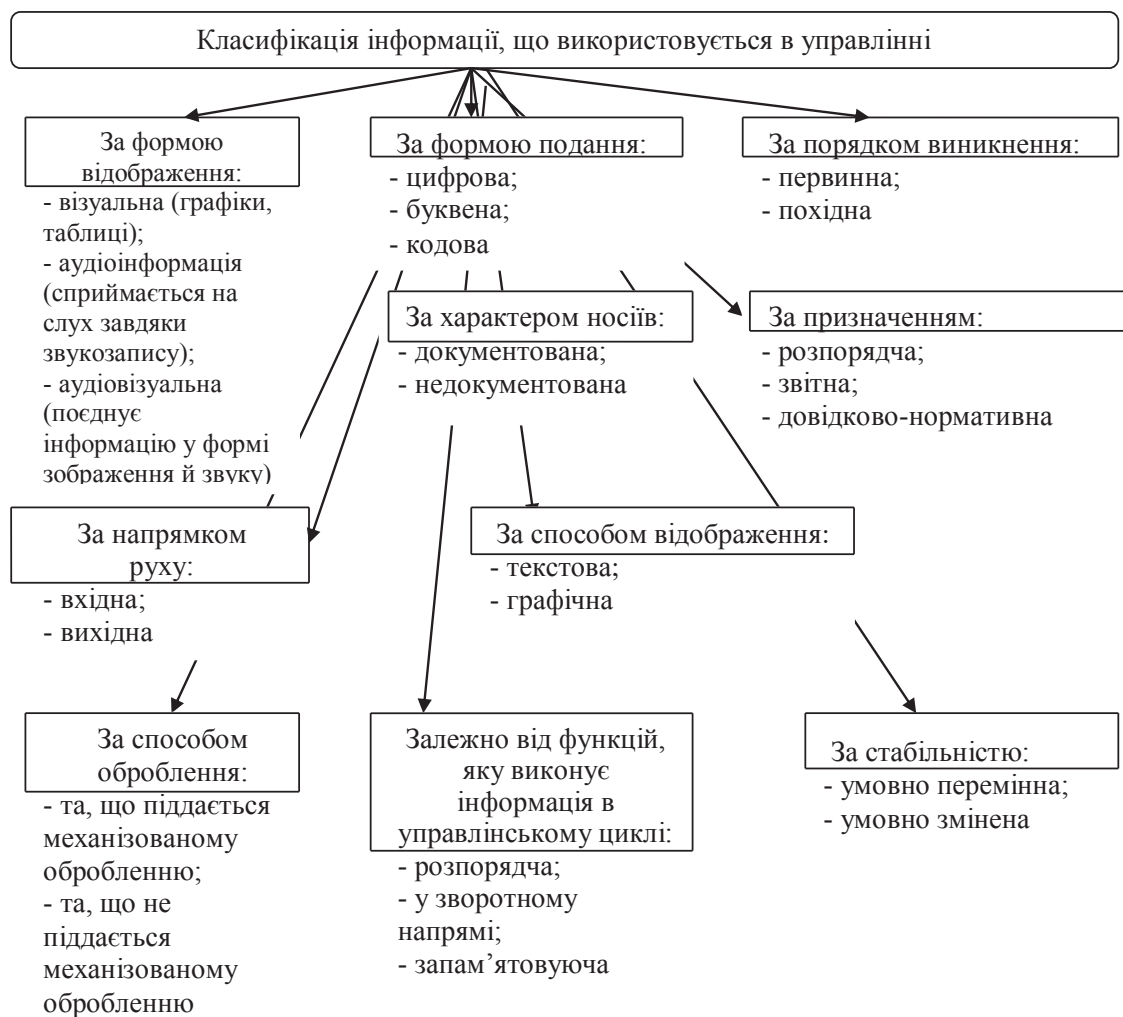 Класифікація інформації, що використовується в управлінні
За формою
відображення:
- візуальна (графіки,
таблиці);
- аудіоінформація
(сприймається на
слух завдяки
звукозапису);
- аудіовізуальна
(поєднує
інформацію у формі
зображення й звуку)
За формою подання:
- цифрова;
- буквена;
- кодова
За порядком виникнення:
- первинна;
- похідна
За характером носіїв:
- документована;
- недокументована
За призначенням:
- розпорядча;
- звітна;
- довідково-нормативна
За напрямком
руху:
- вхідна;
- вихідна
За способом відображення:
- текстова;
- графічна
За способом
оброблення:
- та, що піддається
механізованому
обробленню;
- та, що не
піддається
механізованому
обробленню
Залежно від функцій,
яку виконує
інформація в
управлінському циклі:
- розпорядча;
- у зворотному
напрямі;
- запам’ятовуюча
За стабільністю:
- умовно перемінна;
- умовно змінена